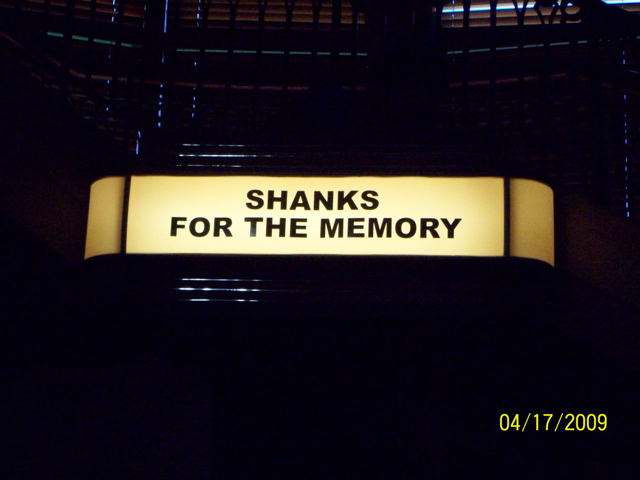 SHANKS
FOR THE MEMORY
04/17/2009